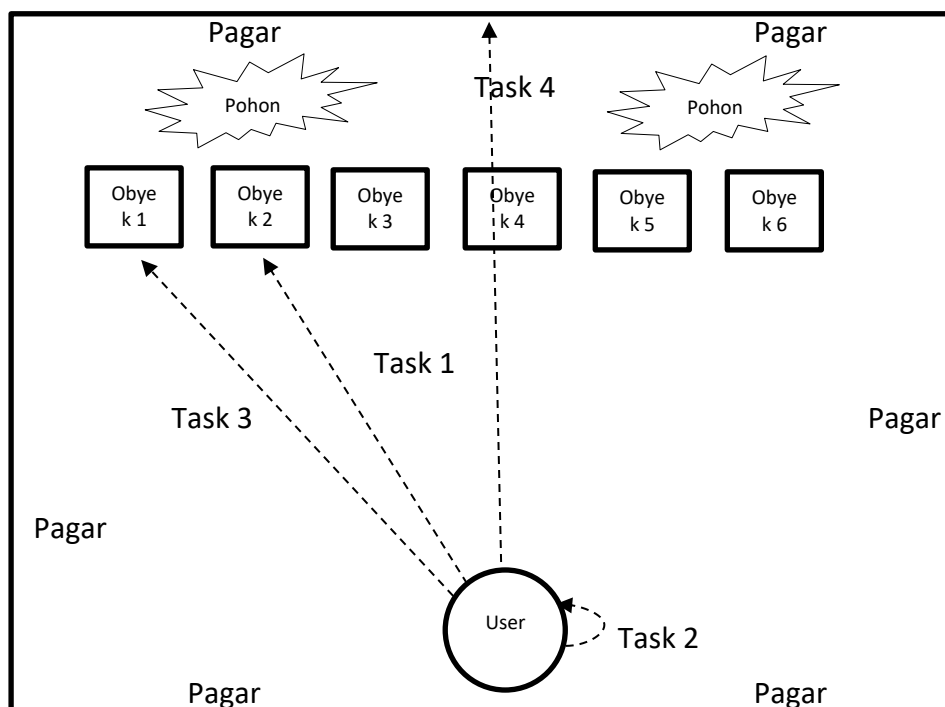 Pagar
Pagar
Task 4
Pohon
Pohon
Obye
k 1
Obye
k 2
Obye
k 3
Obye
k 4
Obye
k 5
Obye
k 6
Task 1
Task 3
Pagar
Pagar
User
Task 2
Pagar
Pagar